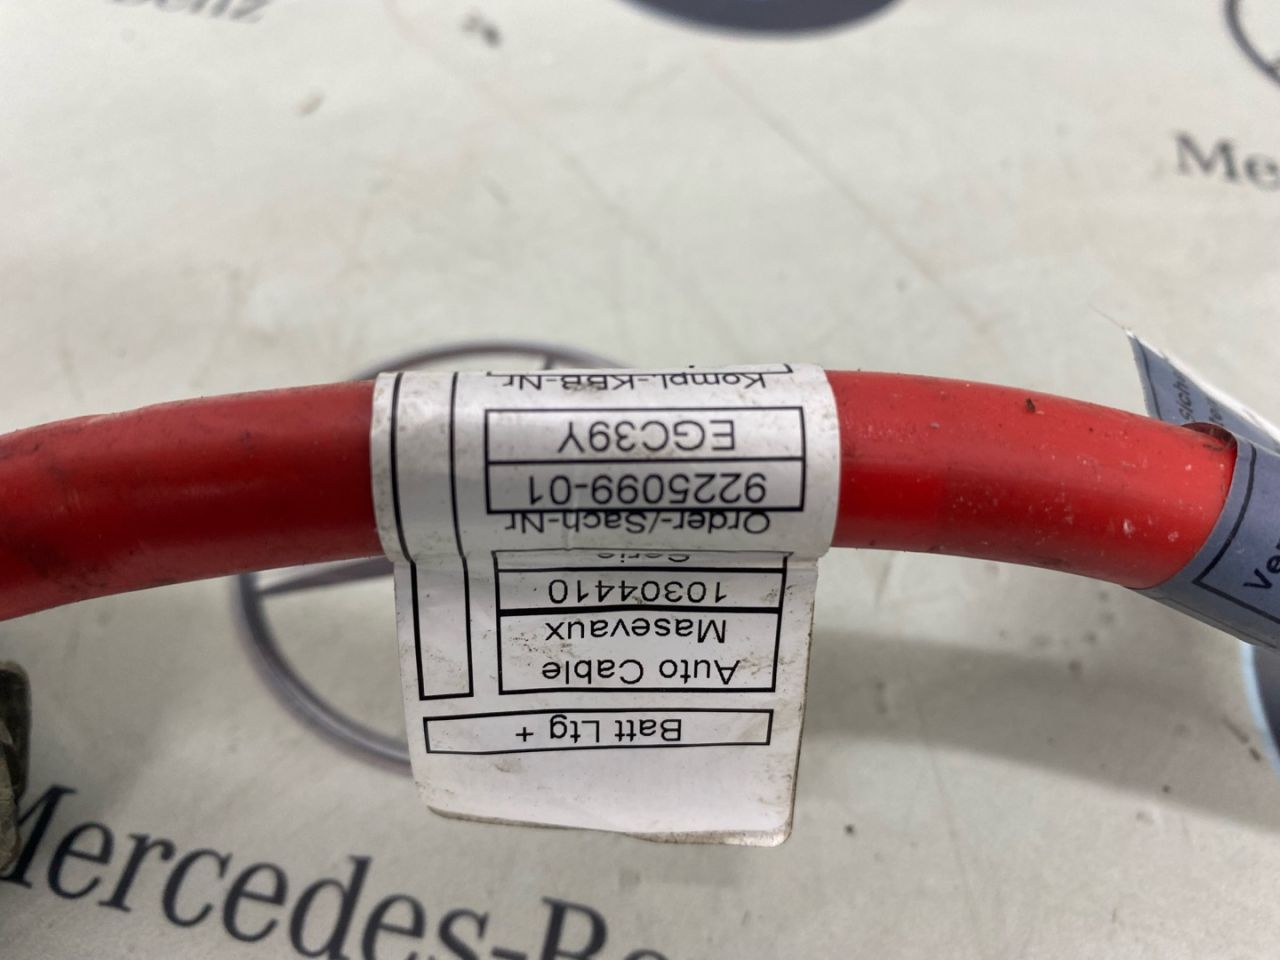 Batt Ltg +
Auto Cable
Masevaux
10304410
Serie
Order-/Sach-Nr
9225099-01
EGC39Y
Kompl.-KBB-Nr
Mercedes-Be
Me
Ver